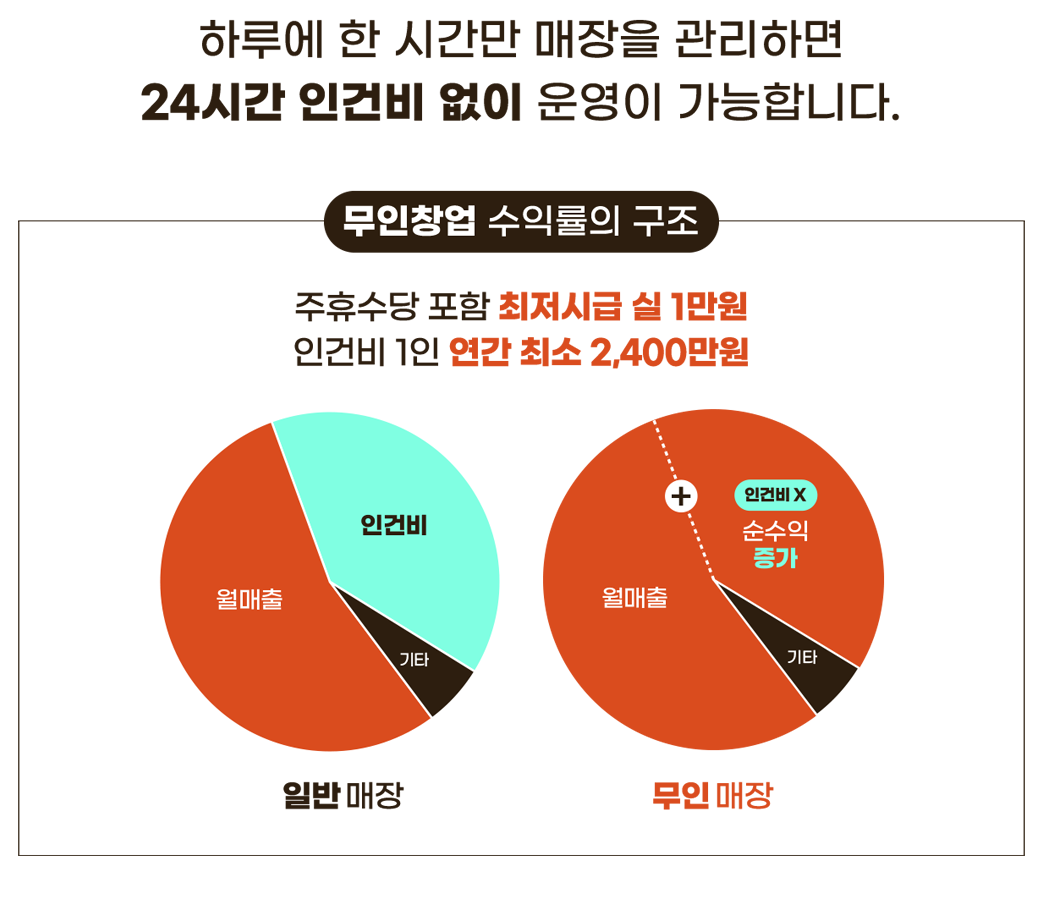 하루에 한 시간만 매장을 관리하면
24시간 인건비 없이 운영이 가능합니다.
무인창업 수익률의 구조
주휴수당 포함 최저시급 실 1만원
인건비 1인 연간 최소 2,400만원
인건비
월매출
기타
일반 매장
+
인건비 X
순수익
증가
월매출
기타
무인 매장